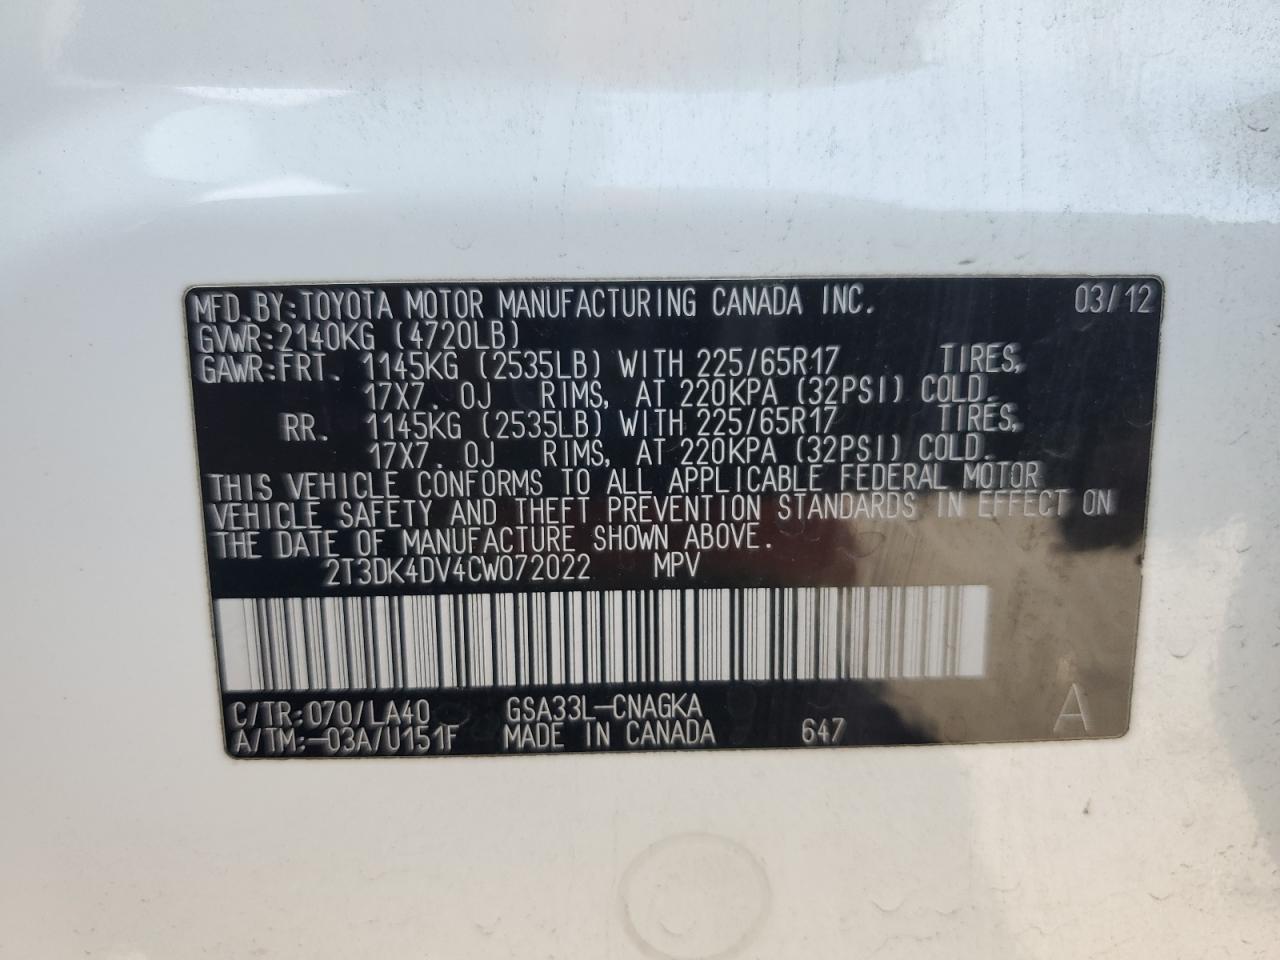 MFD.BY:TOYOTA MOTOR MANUFACTURING CANADA INC. 03/12
GVWR:2140KG (4720LB)
GAWR:FRT. 1145KG (2535LB) WITH 225/65R17 TIRES,
17X7.0J RIMS, AT 220KPA (32PSI) COLD.
RR. 1145KG (2535LB) WITH 225/65R17 TIRES,
17X7.0J RIMS, AT 220KPA (32PSI) COLD.
THIS VEHICLE CONFORMS TO ALL APPLICABLE FEDERAL MOTOR
VEHICLE SAFETY AND THEFT PREVENTION STANDARDS IN EFFECT ON
THE DATE OF MANUFACTURE SHOWN ABOVE.
2T3DK4DV4CW072022 MPV
C/TR:070/LA40 GSA33L-CNAGKA
A/TM:-03A/U151F MADE IN CANADA 647 A